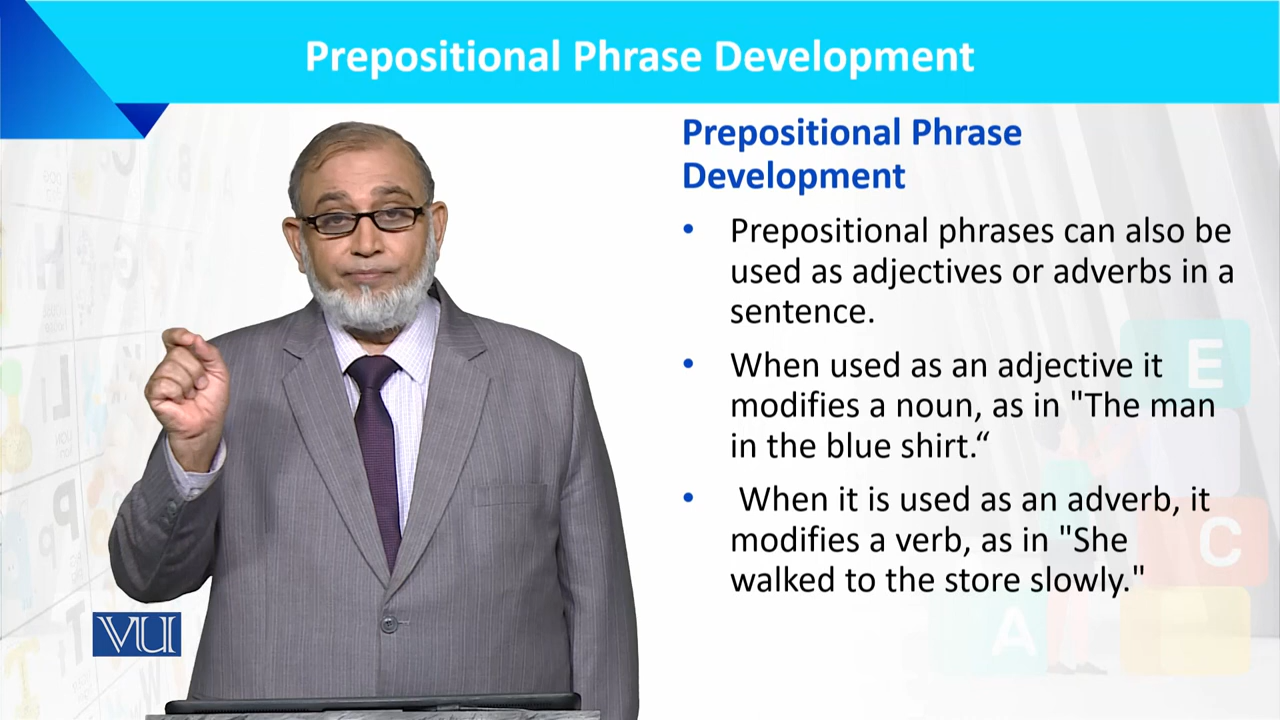 Prepositional Phrase Development
Prepositional Phrase
Development
• Prepositional phrases can also be
used as adjectives or adverbs in a
sentence.
• When used as an adjective it
modifies a noun, as in "The man
in the blue shirt.“
• When it is used as an adverb, it
modifies a verb, as in "She
walked to the store slowly."
VU
E
C
A